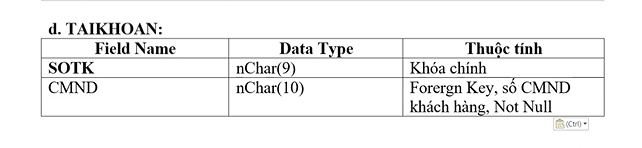 d. TAIKHOAN:
Field Name Data Type Thuộc tính
SOTK nChar(9) Khóa chính
CMND nChar(10) Forergn Key, số CMND
khách hàng, Not Null
(Ctrl)